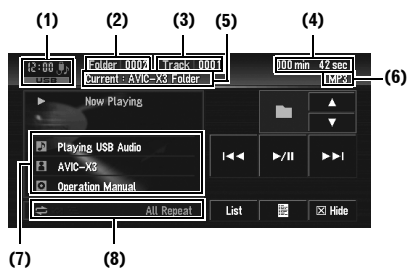 (1) (2) (3) (5) (4)
12:00 Folder 0002 Track 0001 00 min 42 sec
USB Current : AVIC-X3 Folder MP3 (6)
Now Playing
Playing USB Audio
AVIC-X3
Operation Manual
All Repeat List Hide
(7) (8)